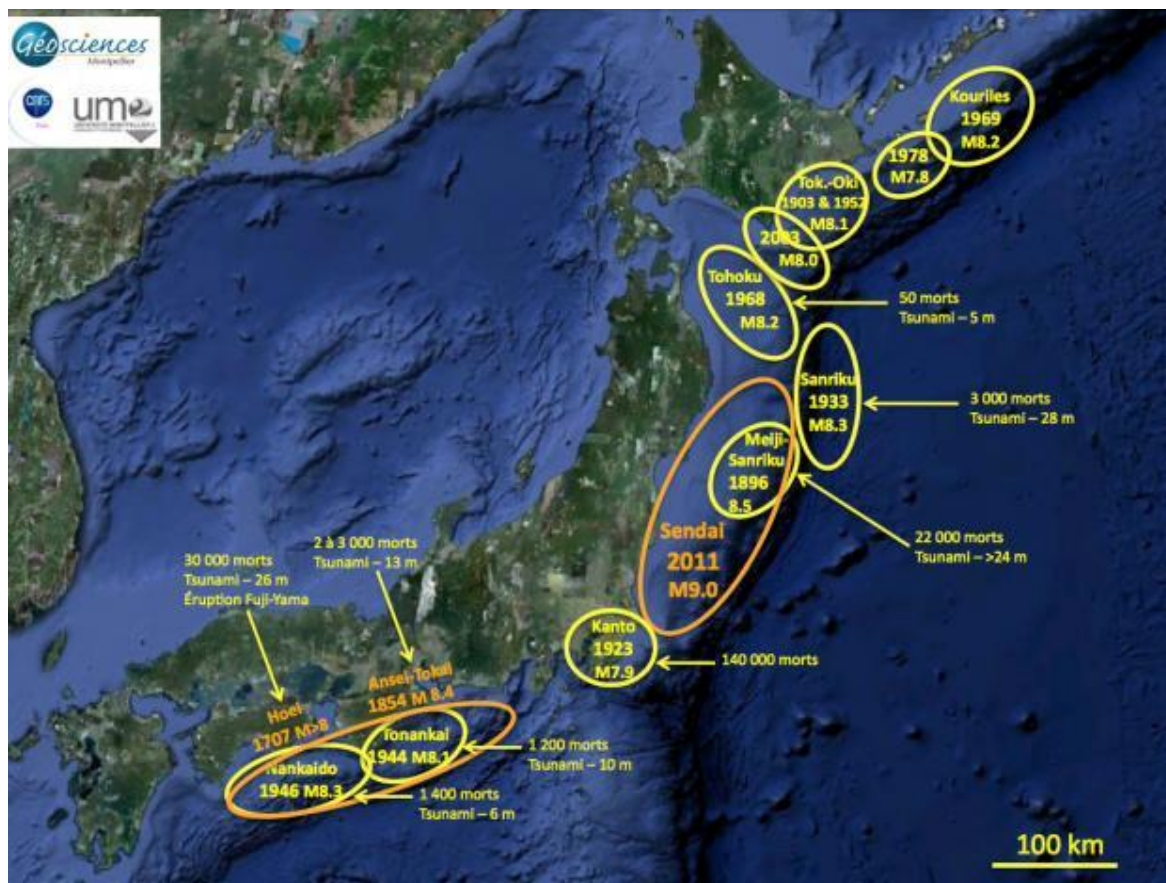 Géosciences
Montpellier
cnrs
um2
UNIVERSITÉ MONTPELLIER 2
Kouriles
1969
M8.2
1978
M7.8
Tok.-Oki
1903 & 1952
M8.1
2003
M8.0
Tohoku
1968
M8.2
50 morts
Tsunami – 5 m
Sanriku
1933
M8.3
3 000 morts
Tsunami – 28 m
Meiji-
Sanriku
1896
8.5
22 000 morts
Tsunami – >24 m
Sendai
2011
M9.0
2 à 3 000 morts
Tsunami – 13 m
30 000 morts
Tsunami – 26 m
Éruption Fuji-Yama
Kanto
1923
M7.9
140 000 morts
Ansei-Tokai
1854 M 8.4
Hoei
1707 M>8
Tonankai
1944 M8.1
1 200 morts
Tsunami – 10 m
Nankaido
1946 M8.3
1 400 morts
Tsunami – 6 m
100 km